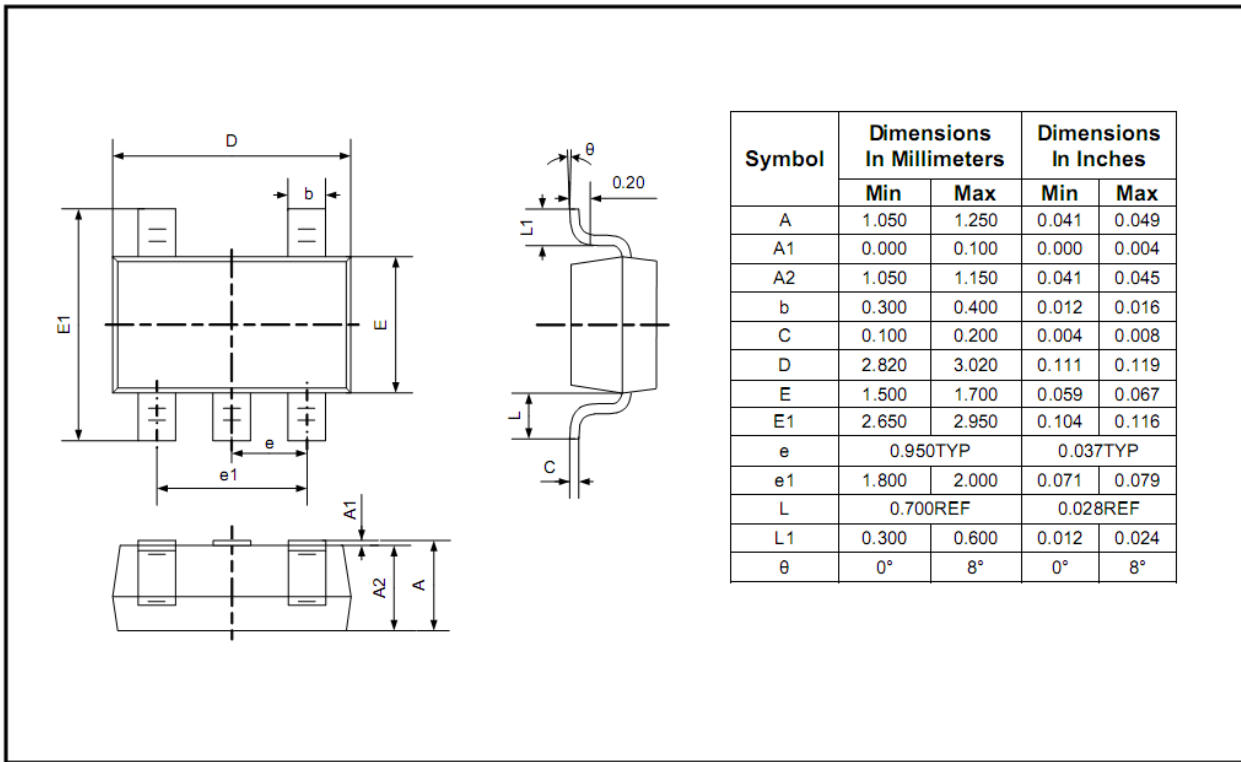 D
b
E1
E
e
e1
A1
A2
A
θ
0.20
L1
L
C
Symbol Dimensions In Millimeters Dimensions In Inches
Min Max Min Max
A 1.050 1.250 0.041 0.049
A1 0.000 0.100 0.000 0.004
A2 1.050 1.150 0.041 0.045
b 0.300 0.400 0.012 0.016
C 0.100 0.200 0.004 0.008
D 2.820 3.020 0.111 0.119
E 1.500 1.700 0.059 0.067
E1 2.650 2.950 0.104 0.116
e 0.950TYP 0.037TYP
e1 1.800 2.000 0.071 0.079
L 0.700REF 0.028REF
L1 0.300 0.600 0.012 0.024
θ 0° 8° 0° 8°